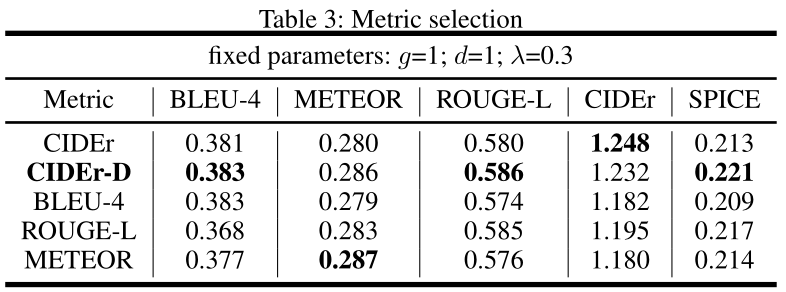 Table 3: Metric selection
fixed parameters: g=1; d=1; λ=0.3
Metric BLEU-4 METEOR ROUGE-L CIDEr SPICE
CIDEr 0.381 0.280 0.580 1.248 0.213
CIDEr-D 0.383 0.286 0.586 1.232 0.221
BLEU-4 0.383 0.279 0.574 1.182 0.209
ROUGE-L 0.368 0.283 0.585 1.195 0.217
METEOR 0.377 0.287 0.576 1.180 0.214